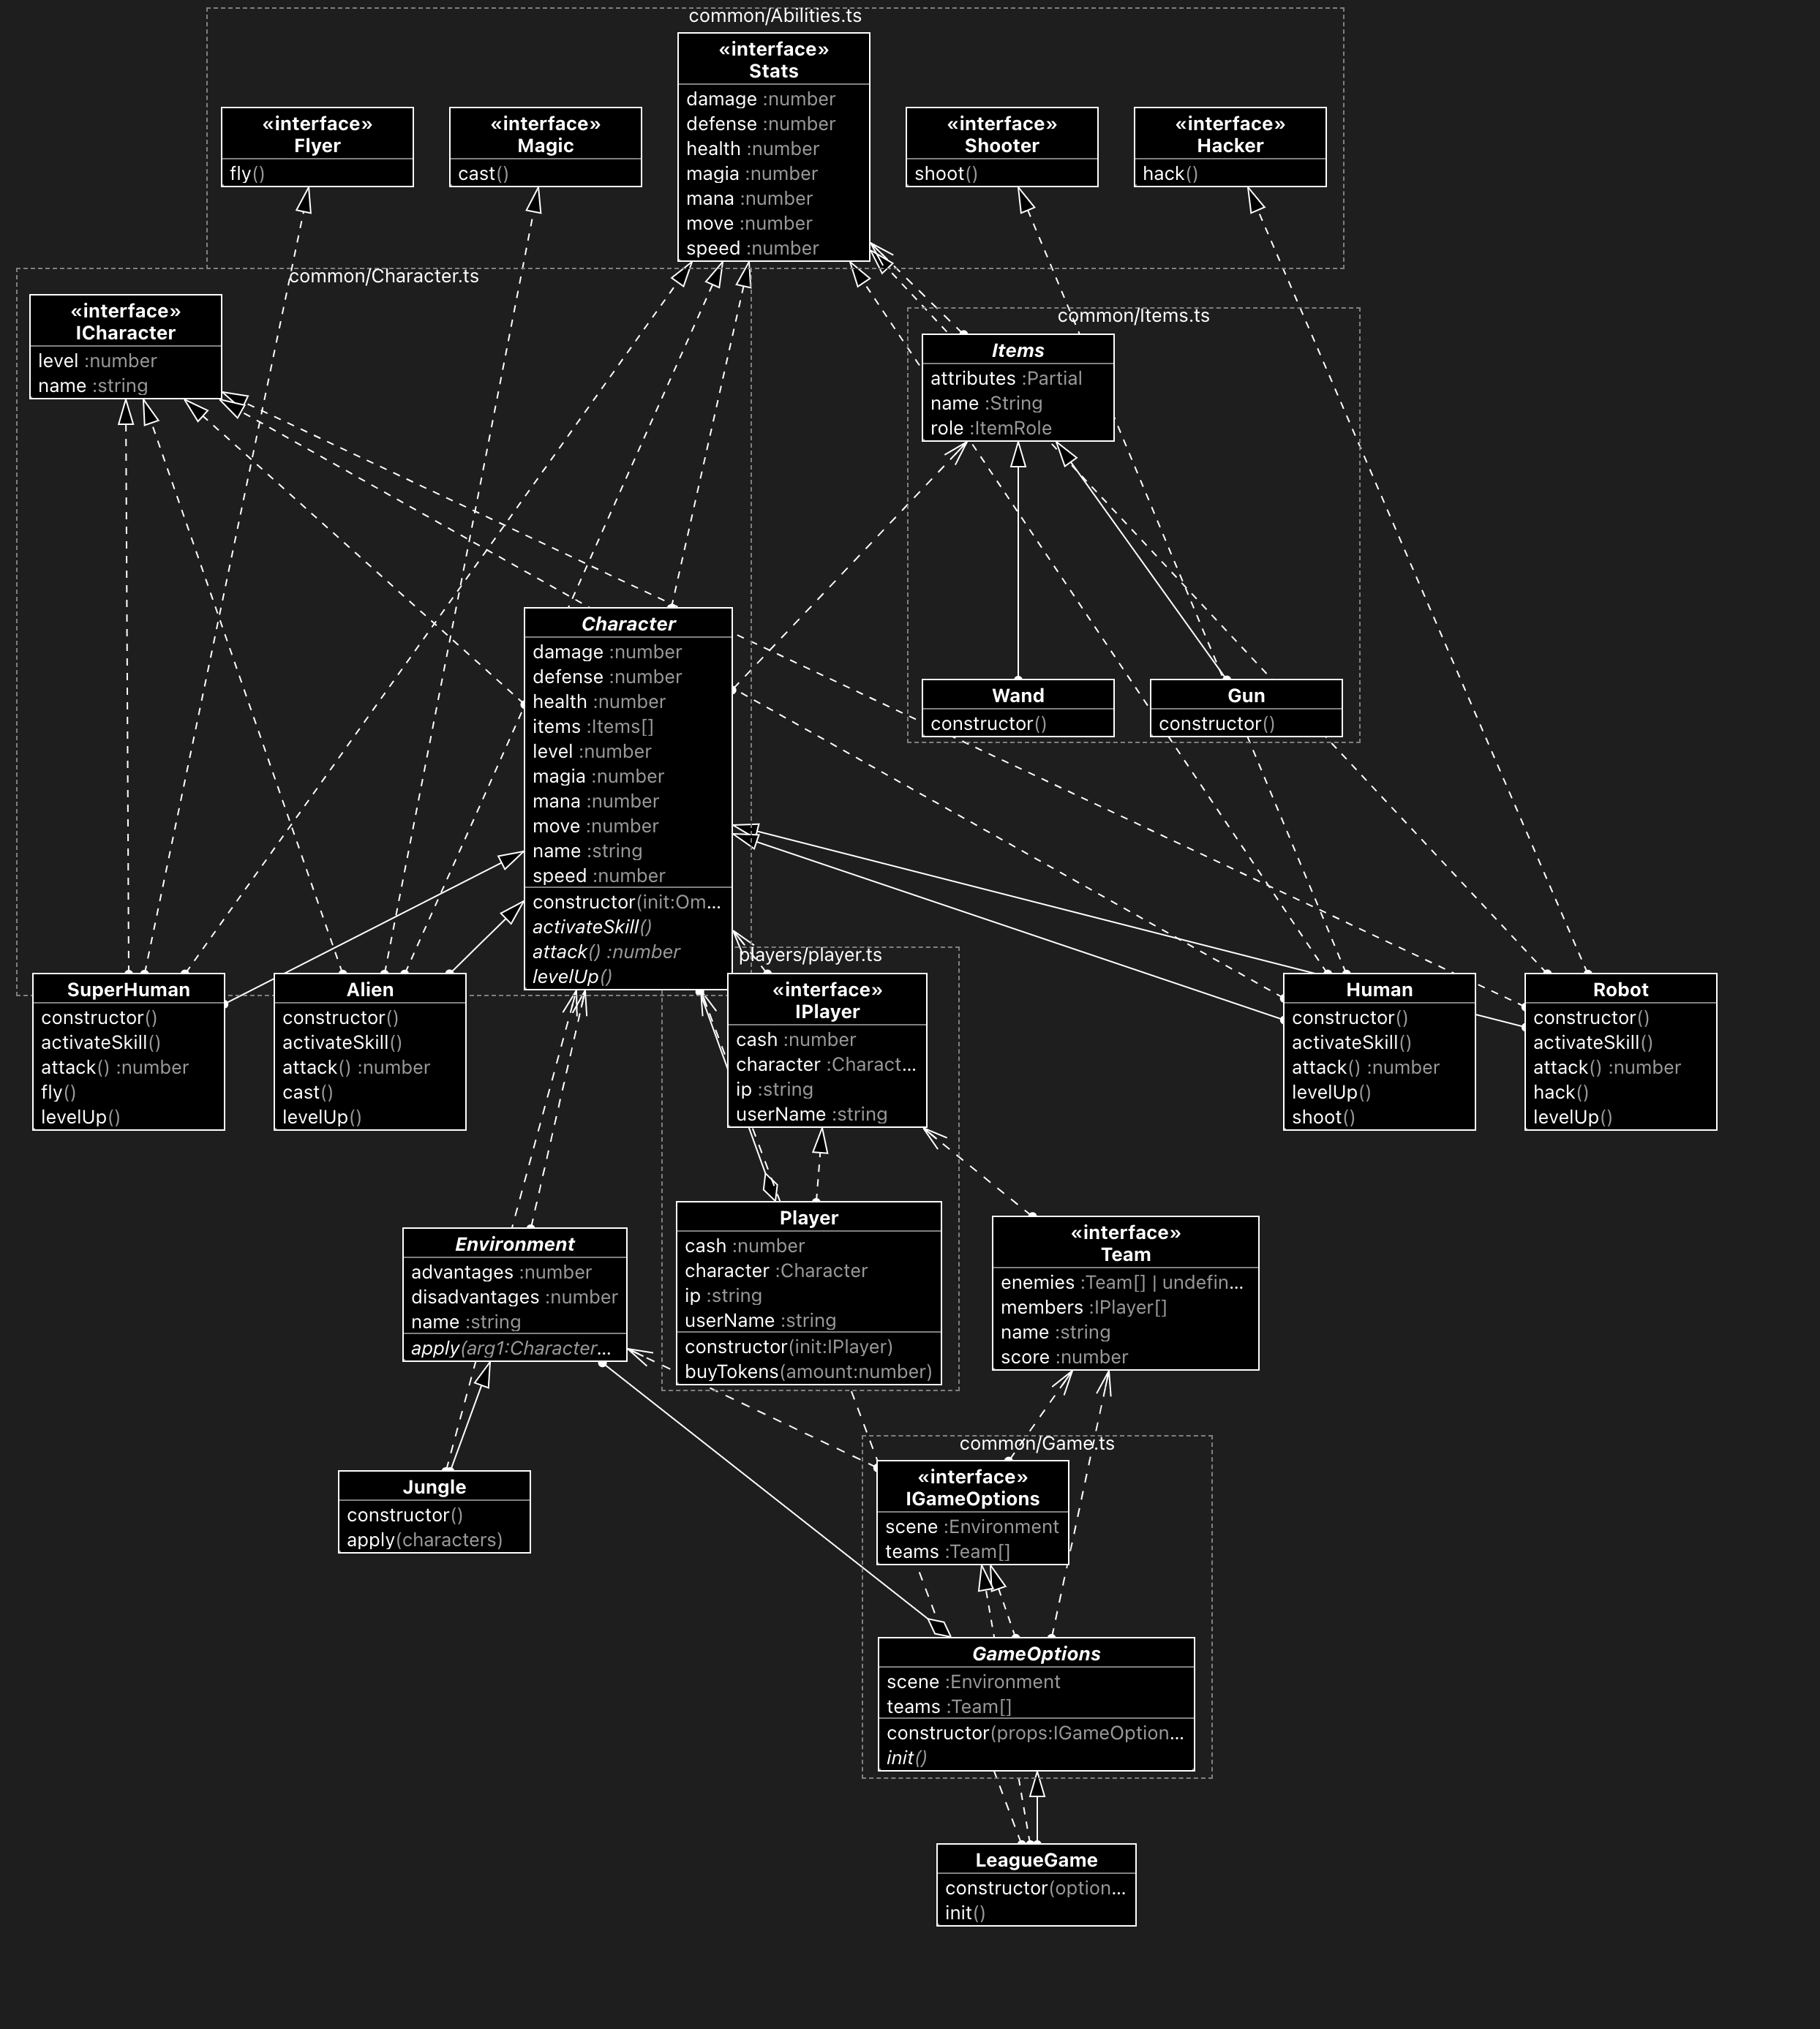 common/Abilities.ts
«interface»
Stats
damage :number
defense :number
health :number
magia :number
mana :number
move :number
speed :number
«interface»
Flyer
fly()
«interface»
Magic
cast()
«interface»
Shooter
shoot()
«interface»
Hacker
hack()
common/Character.ts
«interface»
ICharacter
level :number
name :string
common/Items.ts
Items
attributes :Partial
name :String
role :ItemRole
Character
damage :number
defense :number
health :number
items :Items[]
level :number
magia :number
mana :number
move :number
name :string
speed :number
constructor(init:Om...
activateSkill()
attack() :number
levelUp()
Wand
constructor()
Gun
constructor()
SuperHuman
constructor()
activateSkill()
attack() :number
fly()
levelUp()
Alien
constructor()
activateSkill()
attack() :number
cast()
levelUp()
players/player.ts
«interface»
IPlayer
cash :number
character :Charact...
ip :string
userName :string
Human
constructor()
activateSkill()
attack() :number
levelUp()
shoot()
Robot
constructor()
activateSkill()
attack() :number
hack()
levelUp()
Environment
advantages :number
disadvantages :number
name :string
apply(arg1:Character...
Player
cash :number
character :Character
ip :string
userName :string
constructor(init:IPlayer)
buyTokens(amount:number)
«interface»
Team
enemies :Team[] | undefin...
members :IPlayer[]
name :string
score :number
Jungle
constructor()
apply(characters)
common/Game.ts
«interface»
IGameOptions
scene :Environment
teams :Team[]
GameOptions
scene :Environment
teams :Team[]
constructor(props:IGameOption...
init()
LeagueGame
constructor(option...
init()